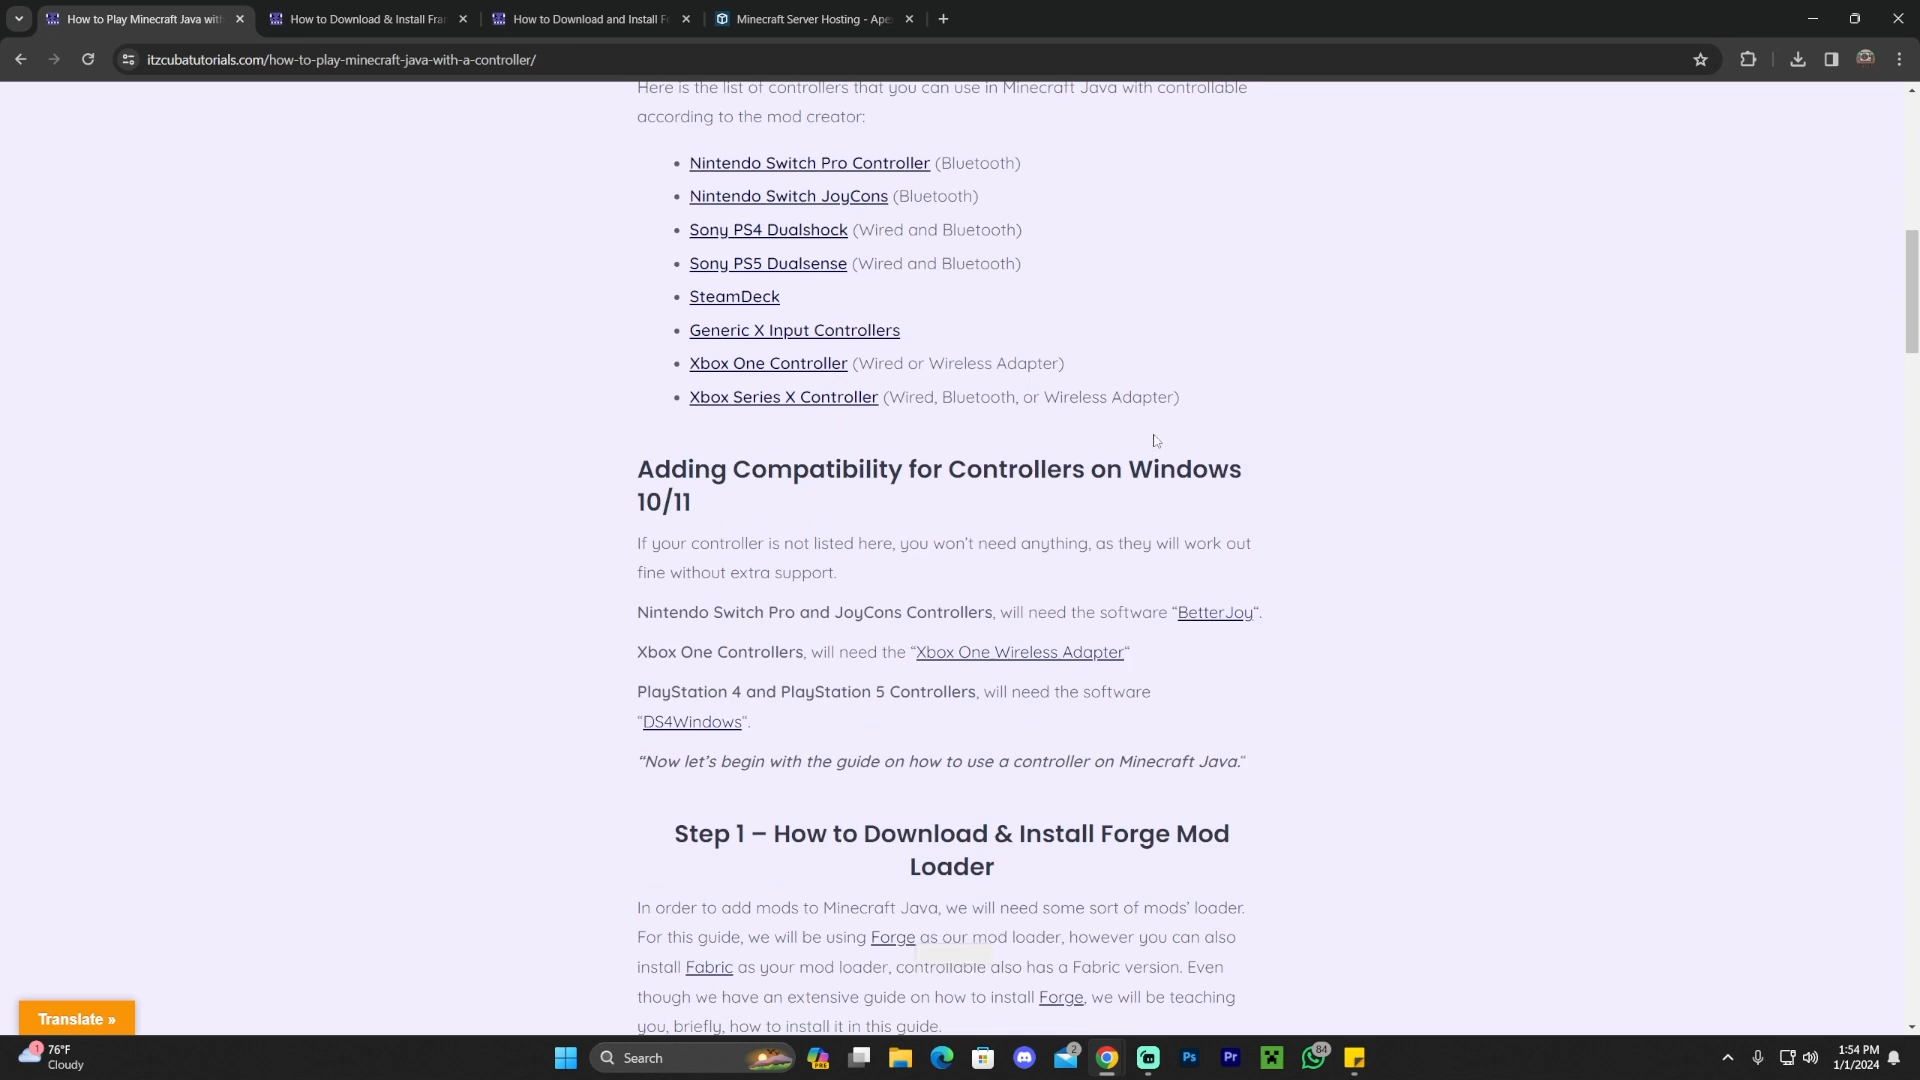 How to Play Minecraft Java with
How to Download & Install Fra
How to Download and Install Fo
Minecraft Server Hosting - Ape
itzcubatutorials.com/how-to-play-minecraft-java-with-a-controller/
Here is the list of controllers that you can use in Minecraft Java with controllable
according to the mod creator:
• Nintendo Switch Pro Controller (Bluetooth)
• Nintendo Switch JoyCons (Bluetooth)
• Sony PS4 Dualshock (Wired and Bluetooth)
• Sony PS5 Dualsense (Wired and Bluetooth)
• SteamDeck
• Generic X Input Controllers
• Xbox One Controller (Wired or Wireless Adapter)
• Xbox Series X Controller (Wired, Bluetooth, or Wireless Adapter)
Adding Compatibility for Controllers on Windows
10/11
If your controller is not listed here, you won’t need anything, as they will work out
fine without extra support.
Nintendo Switch Pro and JoyCons Controllers, will need the software “BetterJoy“.
Xbox One Controllers, will need the “Xbox One Wireless Adapter“
PlayStation 4 and PlayStation 5 Controllers, will need the software
“DS4Windows“.
“Now let’s begin with the guide on how to use a controller on Minecraft Java.“
Step 1 – How to Download & Install Forge Mod
Loader
In order to add mods to Minecraft Java, we will need some sort of mods’ loader.
For this guide, we will be using Forge as our mod loader, however you can also
install Fabric as your mod loader, controllable also has a Fabric version. Even
though we have an extensive guide on how to install Forge, we will be teaching
you, briefly, how to install it in this guide.
Translate »
1
76°F
Cloudy
Search
PRE
2
Ps
Pr
84
1:54 PM
1/1/2024